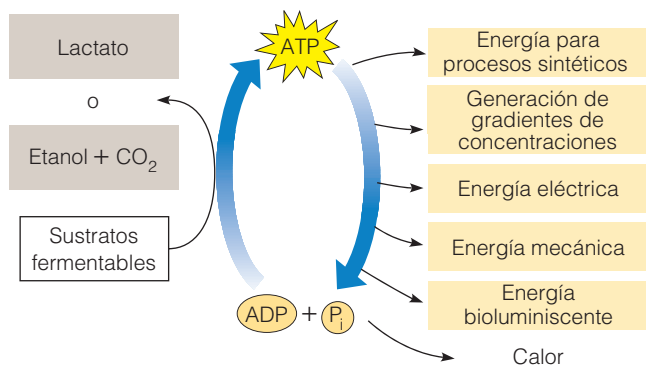 Lactato
o
Etanol + CO₂
Sustratos
fermentables
ATP
ADP + Pᵢ
Energía para
procesos sintéticos
Generación de
gradientes de
concentraciones
Energía eléctrica
Energía mecánica
Energía
bioluminiscente
Calor